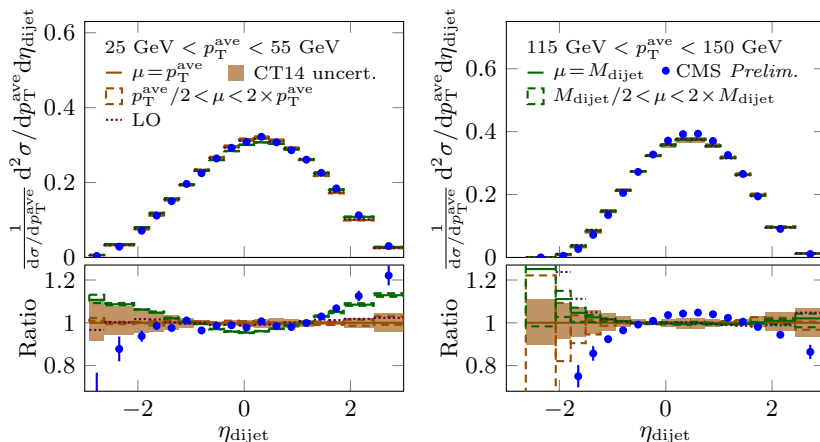 25 GeV < p_T^ave < 55 GeV
μ = p_T^ave CT14 uncert.
p_T^ave/2 < μ < 2 × p_T^ave
LO
1/(dσ/dp_T^ave) d²σ/dp_T^ave dη_dijet
0.6
0.4
0.2
0
1.2
1
0.8
Ratio
−2 0 2
η_dijet
115 GeV < p_T^ave < 150 GeV
μ = M_dijet CMS Prelim.
M_dijet/2 < μ < 2 × M_dijet
1/(dσ/dp_T^ave) d²σ/dp_T^ave dη_dijet
0.6
0.4
0.2
0
1.2
1
0.8
Ratio
−2 0 2
η_dijet